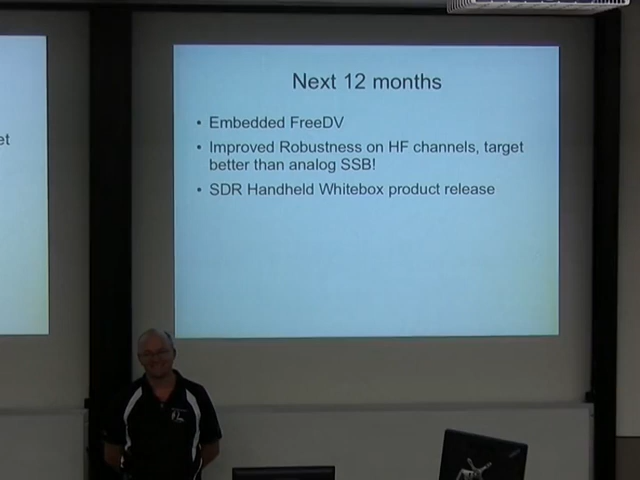 et
Next 12 months
• Embedded FreeDV
• Improved Robustness on HF channels, target
better than analog SSB!
• SDR Handheld Whitebox product release